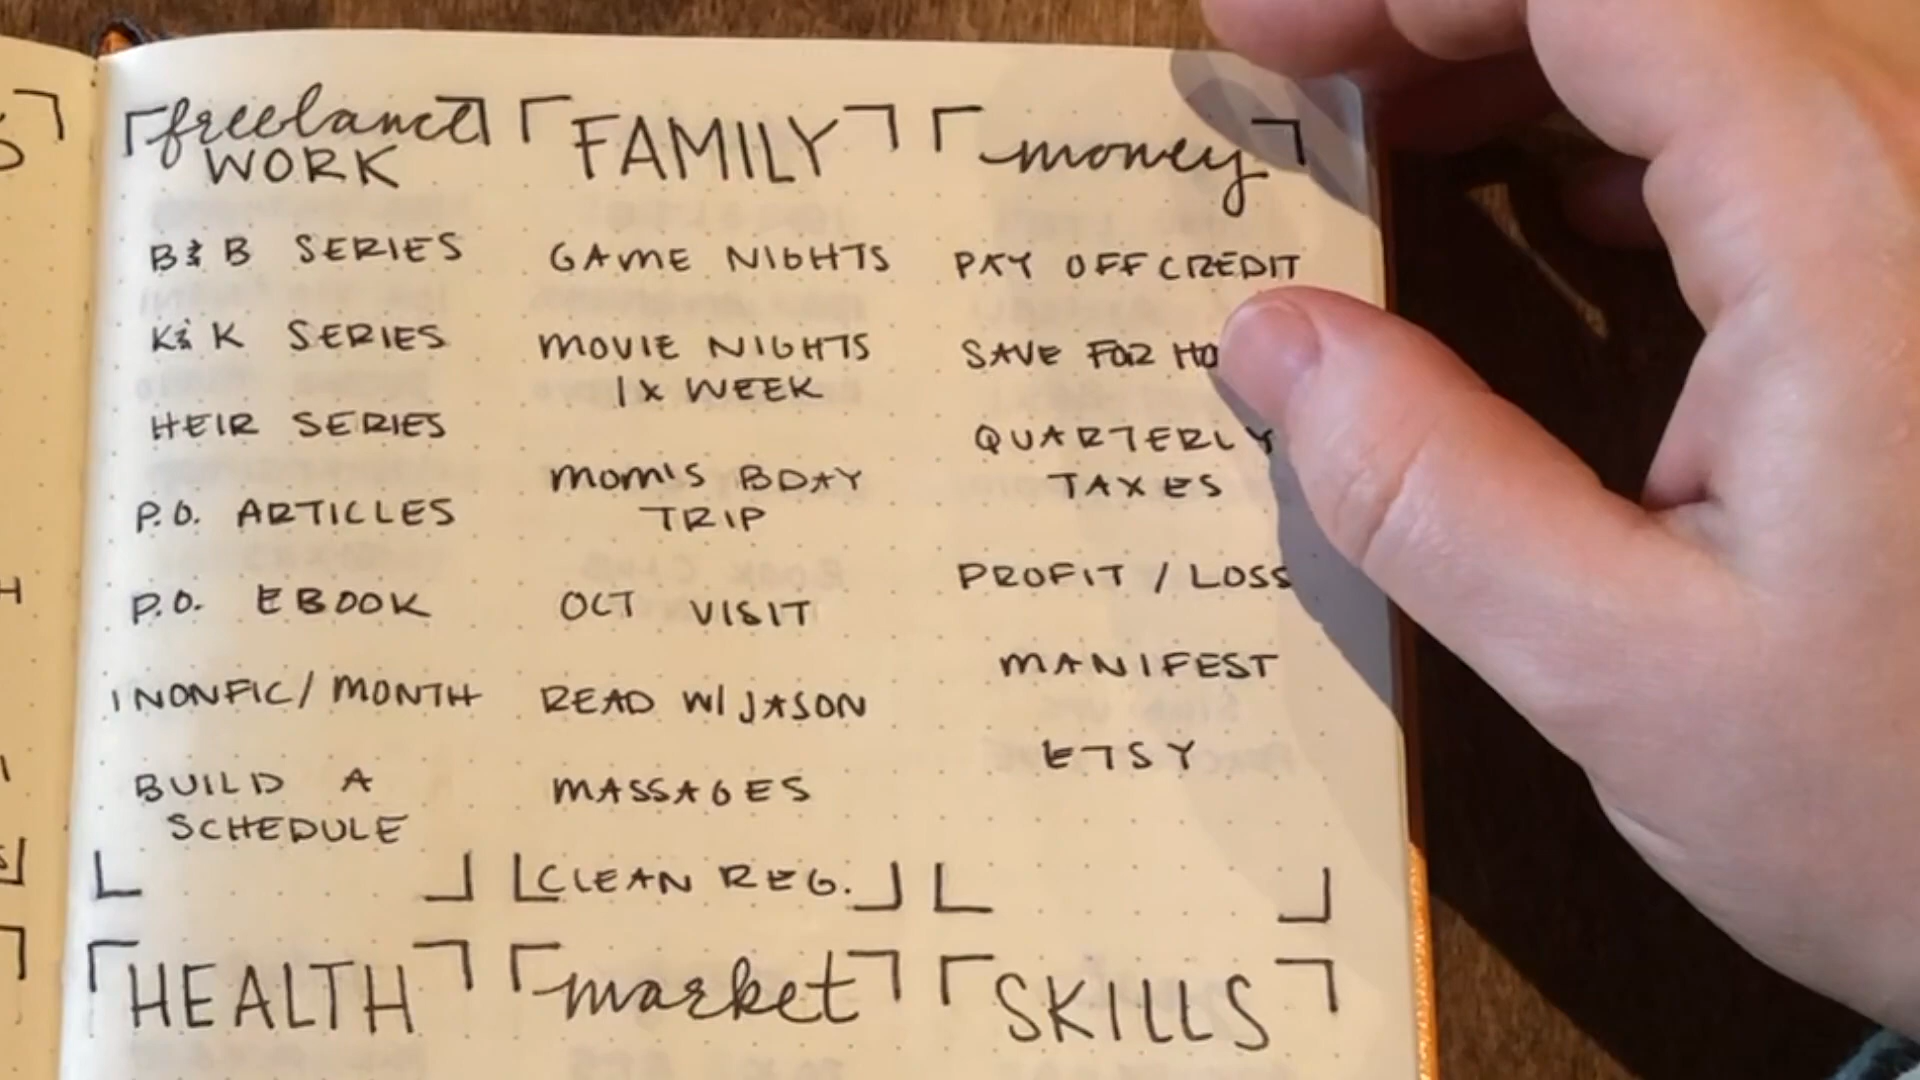 freelance
WORK
B & B SERIES
K & K SERIES
HEIR SERIES
P.O. ARTICLES
P.O. EBOOK
1 NONFIC / MONTH
BUILD A
SCHEDULE
FAMILY
GAME NIGHTS
MOVIE NIGHTS
1X WEEK
MOM'S BDAY
TRIP
OCT VISIT
READ W/ JASON
MASSAGES
CLEAN REG.
money
PAY OFF CREDIT
SAVE FOR
QUARTERLY
TAXES
PROFIT / LOSS
MANIFEST
ETSY
HEALTH
market
SKILLS